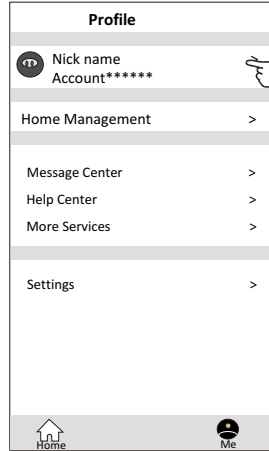 Profile
Nick name
Account******
Home Management >
Message Center >
Help Center >
More Services >
Settings >
Home
Me